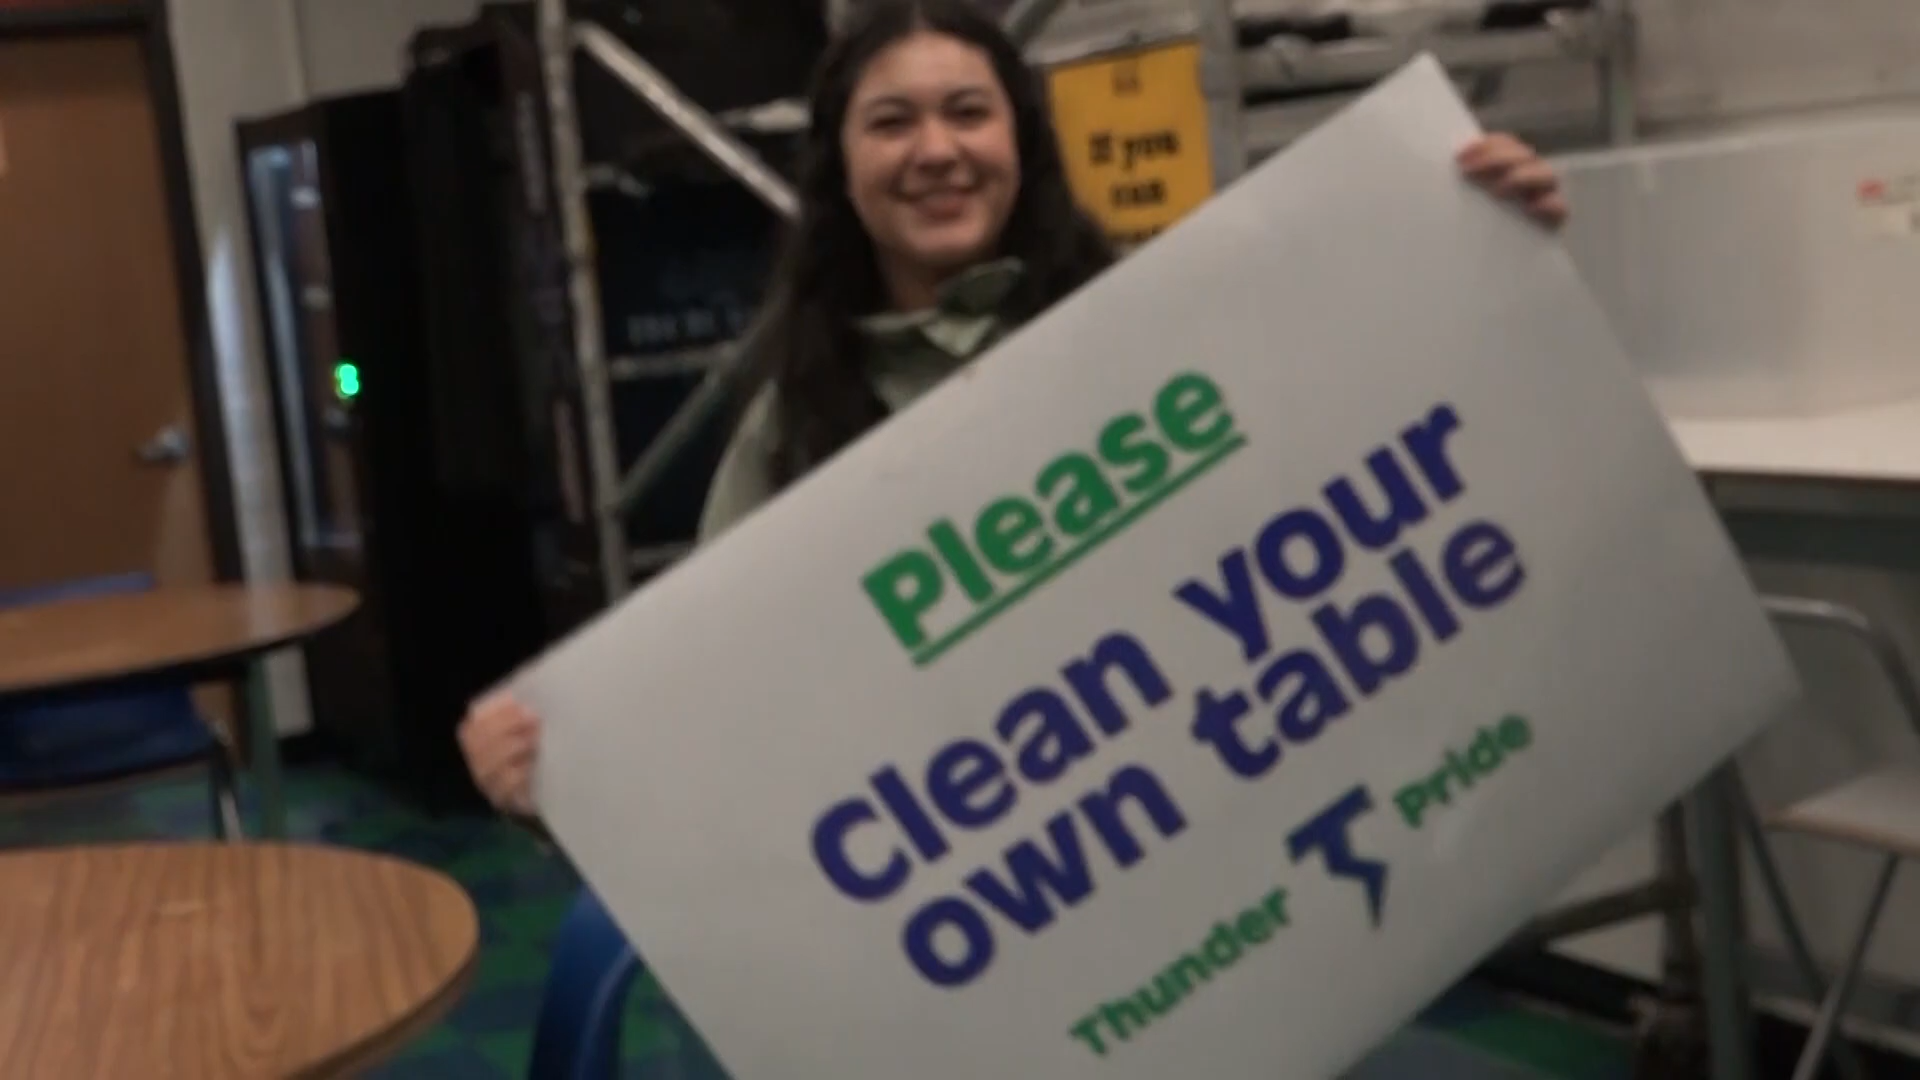 If you
Please
clean your
own table
Thunder Pride